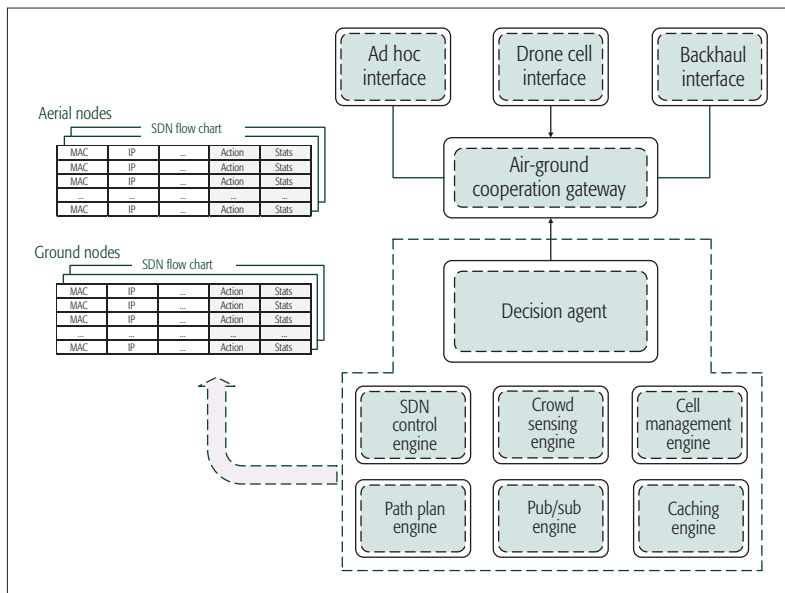 Ad hoc
interface
Drone cell
interface
Backhaul
interface
Aerial nodes
SDN flow chart
MAC IP ... Action Stats
MAC IP ... Action Stats
MAC IP ... Action Stats
... ... ... ... ...
MAC IP ... Action Stats
Air-ground
cooperation gateway
Ground nodes
SDN flow chart
MAC IP ... Action Stats
MAC IP ... Action Stats
MAC IP ... Action Stats
... ... ... ... ...
MAC IP ... Action Stats
Decision agent
SDN
control
engine
Crowd
sensing
engine
Cell
management
engine
Path plan
engine
Pub/sub
engine
Caching
engine